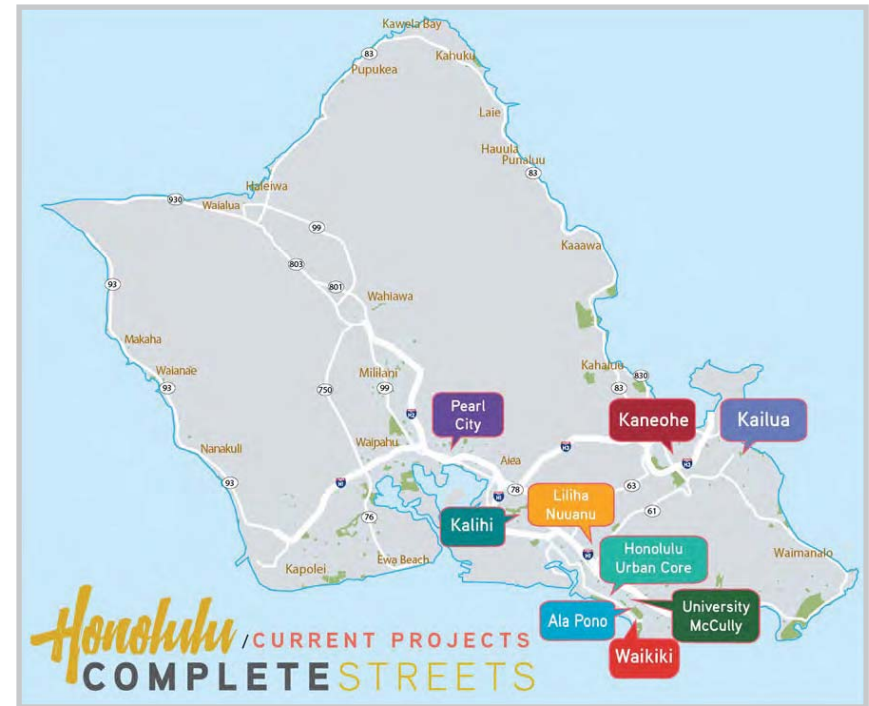 Kawela Bay
83
Kahuku
Pupukea
Laie
Hauula
Punaluu
83
Haleiwa
930
Waialua
99
Kaaawa
803
93
801
Wahiawa
Makaha
Kahaluu
830
Waianae
Mililani
83
93
750
99
H2
Pearl
City
Kaneohe
Kailua
Waipahu
Nanakuli
Aiea
H3
H3
93
H1
H1
78
63
Liliha
Nuuanu
Kalihi
61
76
Honolulu
Urban Core
H1
Waimanalo
Ewa Beach
Kapolei
University
McCully
Ala Pono
Waikiki
Honolulu /CURRENT PROJECTS
COMPLETESTREETS